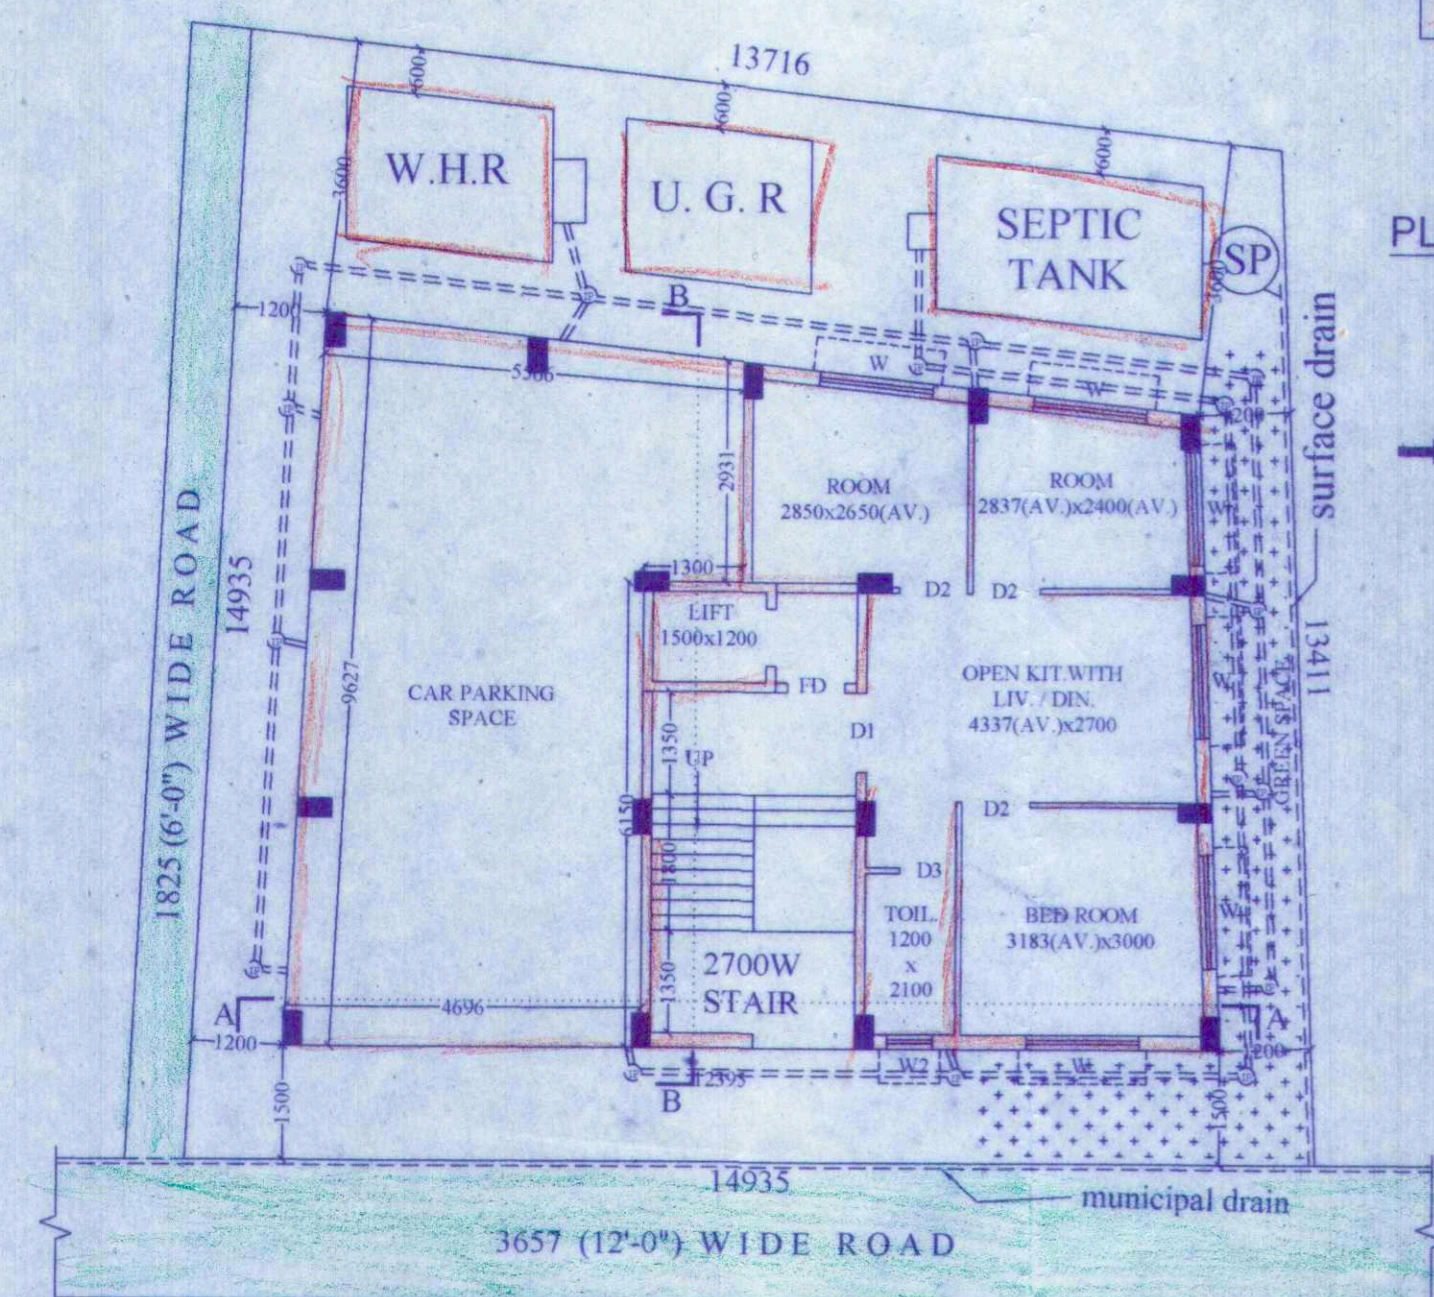 13716
600
600
600
W.H.R
U. G. R
SEPTIC
TANK
SP
PL
3600
3600
1200
B
W
W
5566
surface drain
2931
ROOM
2850x2650(AV.)
ROOM
2837(AV.)x2400(AV.)
W
1200
1300
D2
D2
LIFT
1500x1200
14935
1825 (6'-0") WIDE ROAD
9627
CAR PARKING
SPACE
FD
OPEN KIT.WITH
LIV. / DIN.
4337(AV.)x2700
W
GREEN SPACE
13411
D1
1350
UP
6150
D2
1800
D3
TOIL.
1200
x
2100
BED ROOM
3183(AV.)x3000
W
2700W
STAIR
1350
A
4696
A
1200
1200
W2
W
12395
B
1500
1500
14935
municipal drain
3657 (12'-0") WIDE ROAD